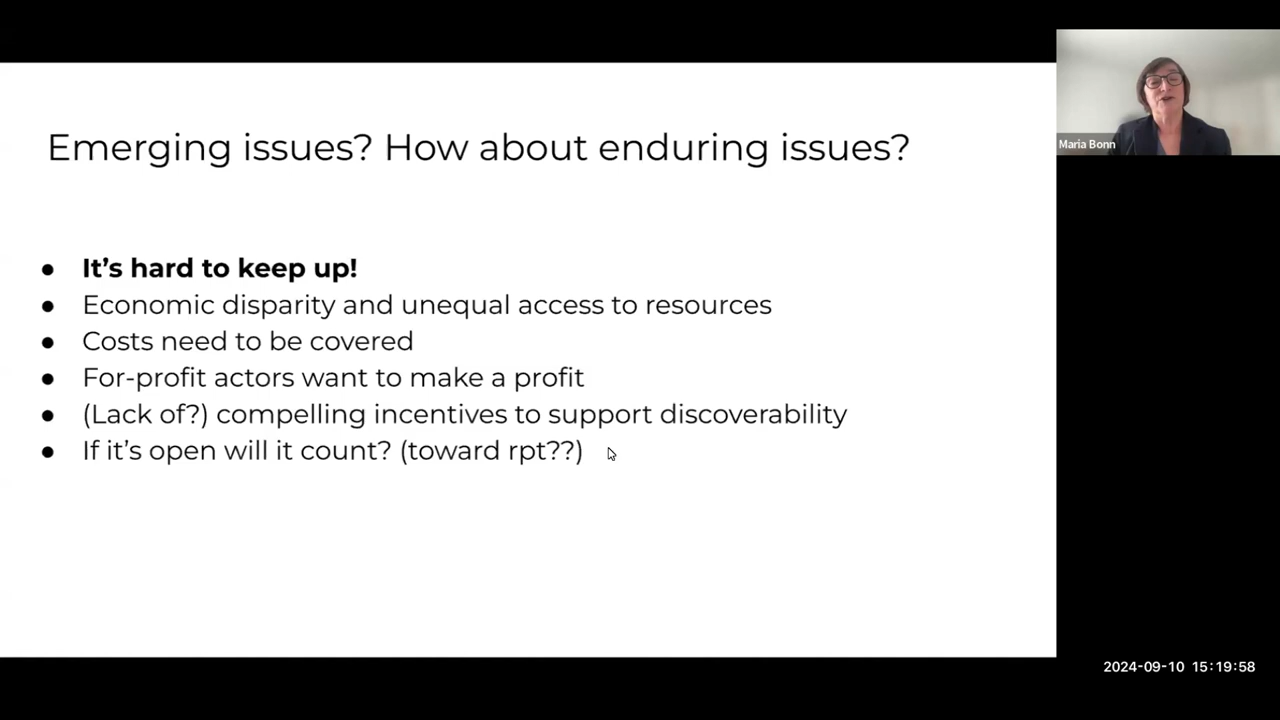 Emerging issues? How about enduring issues?
● It’s hard to keep up!
● Economic disparity and unequal access to resources
● Costs need to be covered
● For-profit actors want to make a profit
● (Lack of?) compelling incentives to support discoverability
● If it’s open will it count? (toward rpt??)
Maria Bonn
2024-09-10 15:19:58